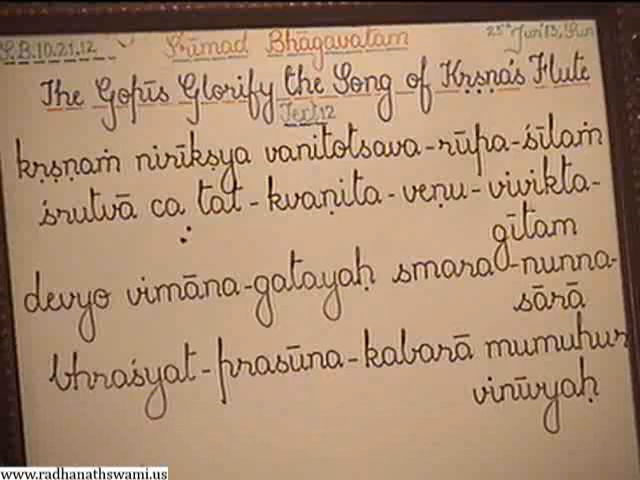 S.B.10.21.12
Śrīmad Bhāgavatam
25th Jun'13, Sun
The Gopīs Glorify the Song of Kṛṣṇa's Flute
Text 12
kṛṣṇaṁ nirīkṣya vanitotsava-rūpa-śīlaṁ
śrutvā ca tat-kvaṇita-veṇu-vivikta-
gītam
devyo vimāna-gatayaḥ smara-nunna-
sārā
bhraśyat-prasūna-kabarā mumuhur
vinīvyaḥ
www.radhanathswami.us